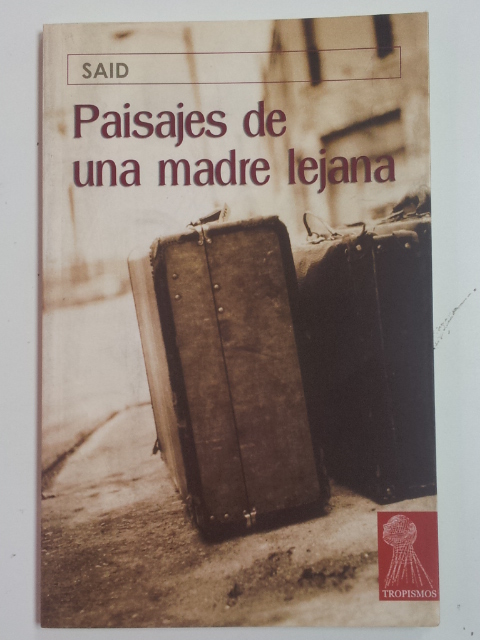 SAID
Paisajes de
una madre lejana
TROPISMOS